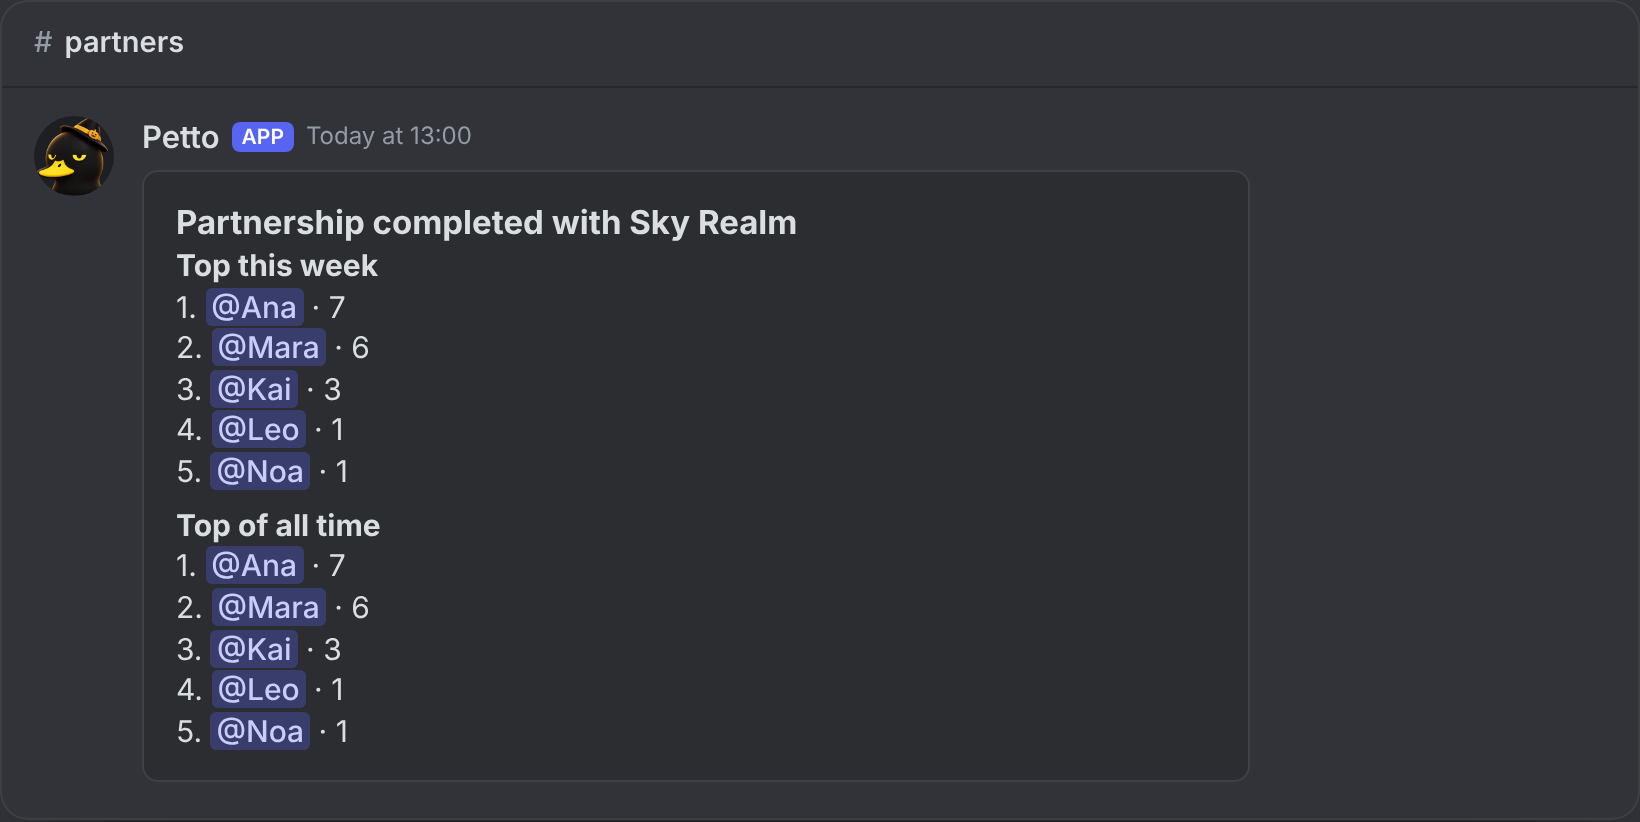 # partners
Petto APP Today at 13:00
Partnership completed with Sky Realm
Top this week
1. @Ana · 7
2. @Mara · 6
3. @Kai · 3
4. @Leo · 1
5. @Noa · 1
Top of all time
1. @Ana · 7
2. @Mara · 6
3. @Kai · 3
4. @Leo · 1
5. @Noa · 1